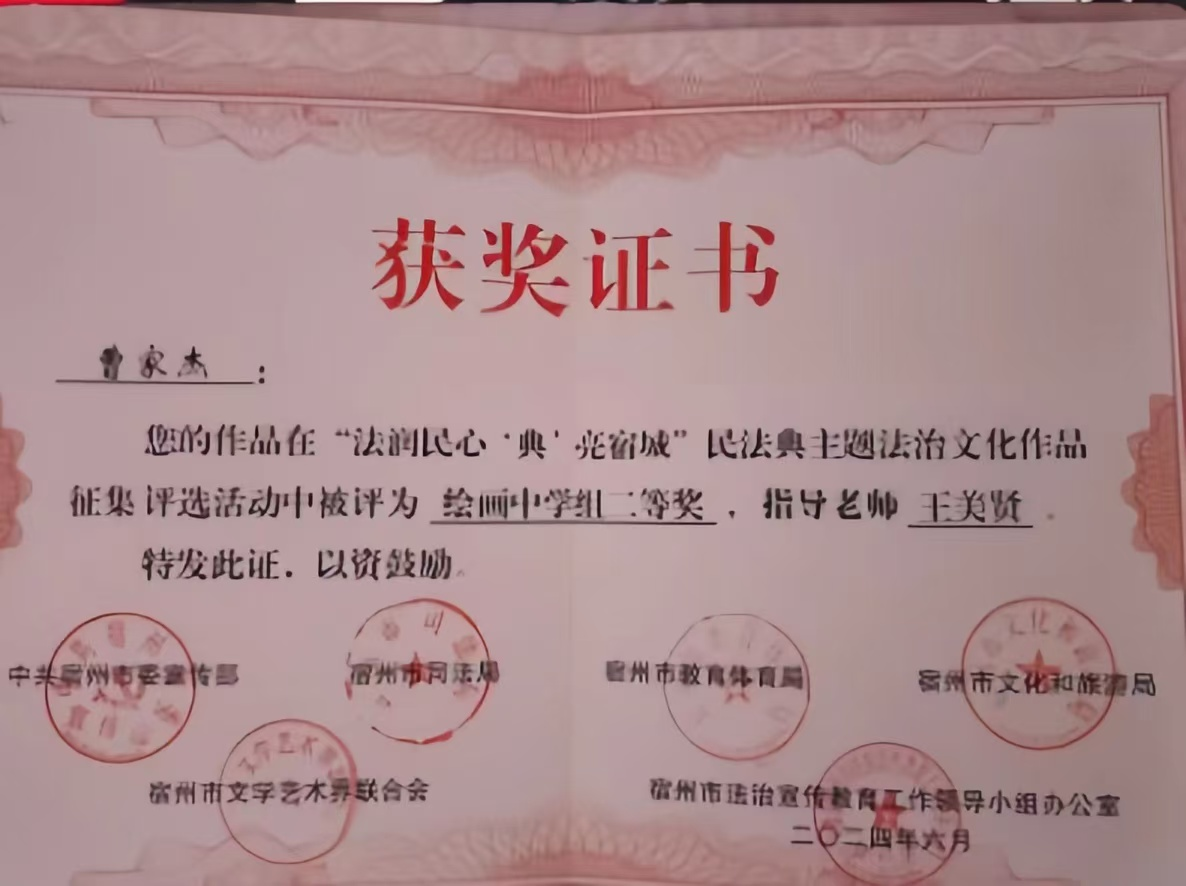 获奖证书
曹家杰：
您的作品在“法润民心‘典’亮宿城”民法典主题法治文化作品
征集评选活动中被评为 绘画中学组二等奖，指导老师 王美贤。
特发此证，以资鼓励。
中共宿州市委宣传部 宿州市司法局 宿州市教育体育局 宿州市文化和旅游局
宿州市文学艺术界联合会 宿州市法治宣传教育工作领导小组办公室
二〇二四年六月